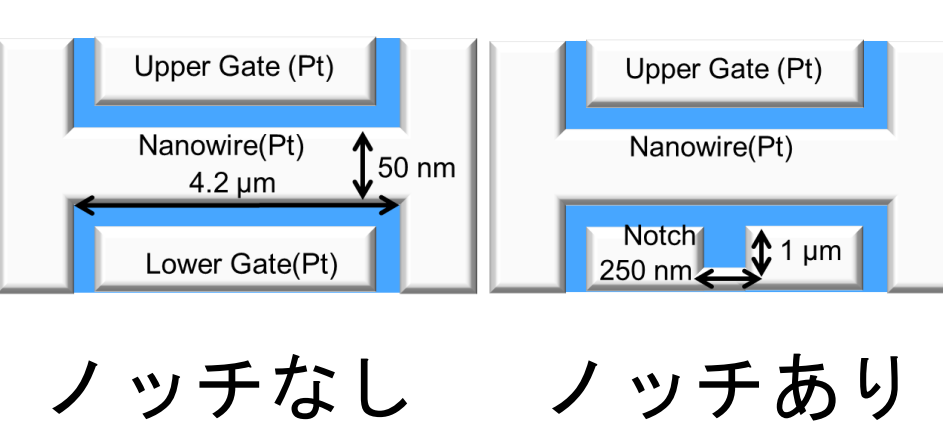 Upper Gate (Pt)
Nanowire(Pt)
4.2 μm
50 nm
Lower Gate(Pt)
ノッチなし
Upper Gate (Pt)
Nanowire(Pt)
Notch
250 nm
1 μm
ノッチあり